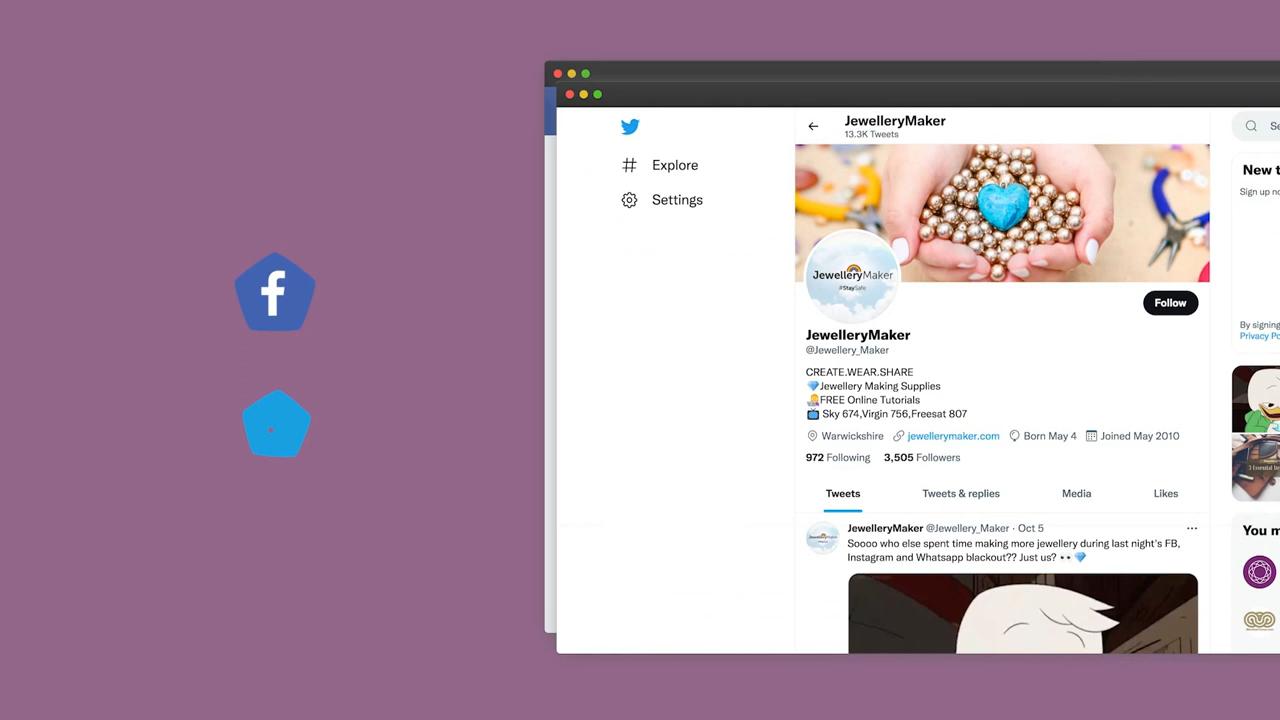 JewelleryMaker
13.3K Tweets
Explore
Settings
JewelleryMaker
#StaySafe
Follow
JewelleryMaker
@Jewellery_Maker
CREATE.WEAR.SHARE
💎Jewellery Making Supplies
FREE Online Tutorials
📺 Sky 674,Virgin 756,Freesat 807
Warwickshire jewellerymaker.com Born May 4 Joined May 2010
972 Following 3,505 Followers
Tweets Tweets & replies Media Likes
JewelleryMaker @Jewellery_Maker · Oct 5 ···
Soooo who else spent time making more jewellery during last night's FB,
Instagram and Whatsapp blackout?? Just us? 👀 💎
New t
Sign up no
By signing
Privacy Po
You m